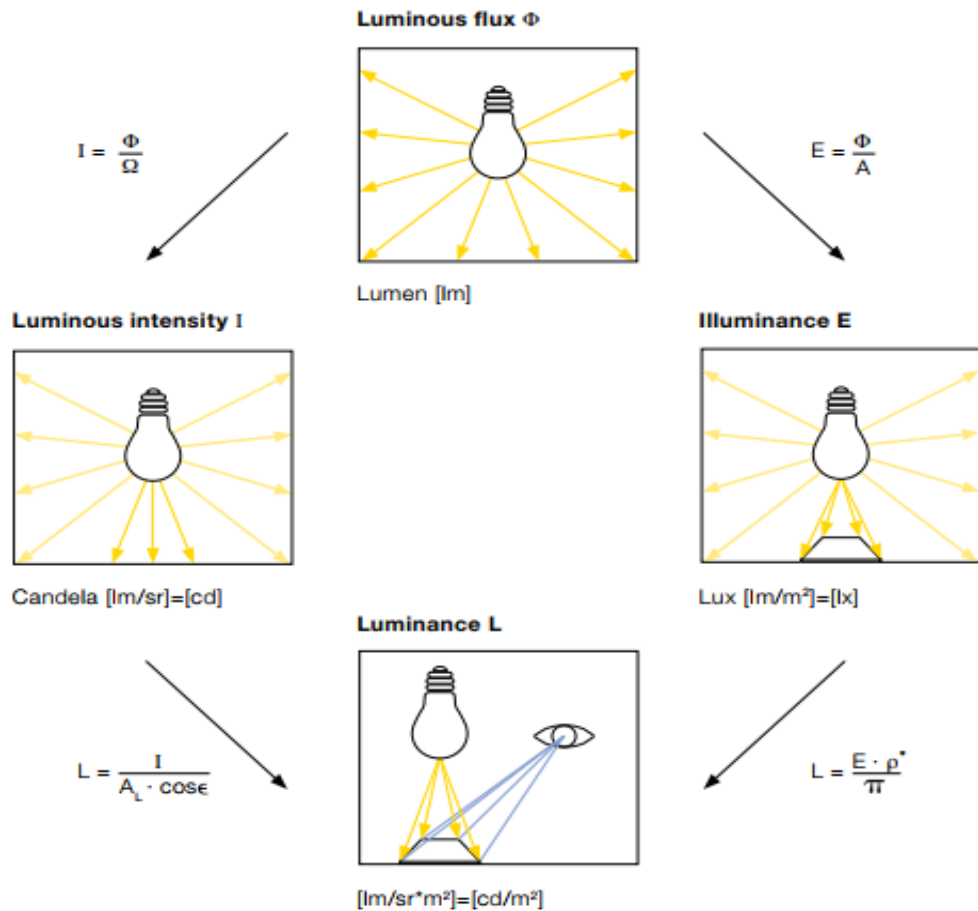 Luminous flux Φ
I = Φ/Ω
E = Φ/A
Lumen [lm]
Luminous intensity I
Illuminance E
Candela [lm/sr]=[cd]
Lux [lm/m²]=[lx]
Luminance L
L = I/(A_L · cosϵ)
L = E · ρ*/π
[lm/sr*m²]=[cd/m²]